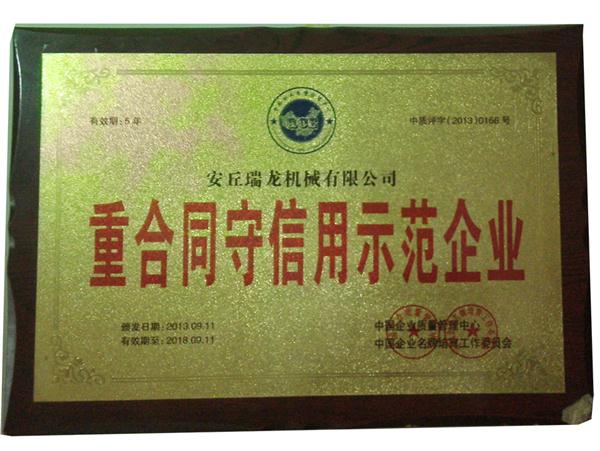 有效期:5年
中质评字(2013)0166号
安丘瑞龙机械有限公司
重合同守信用示范企业
颁发日期:2013.09.11
有效期至:2018.09.11
中国企业质量管理中心
中国企业名牌培育工作委员会